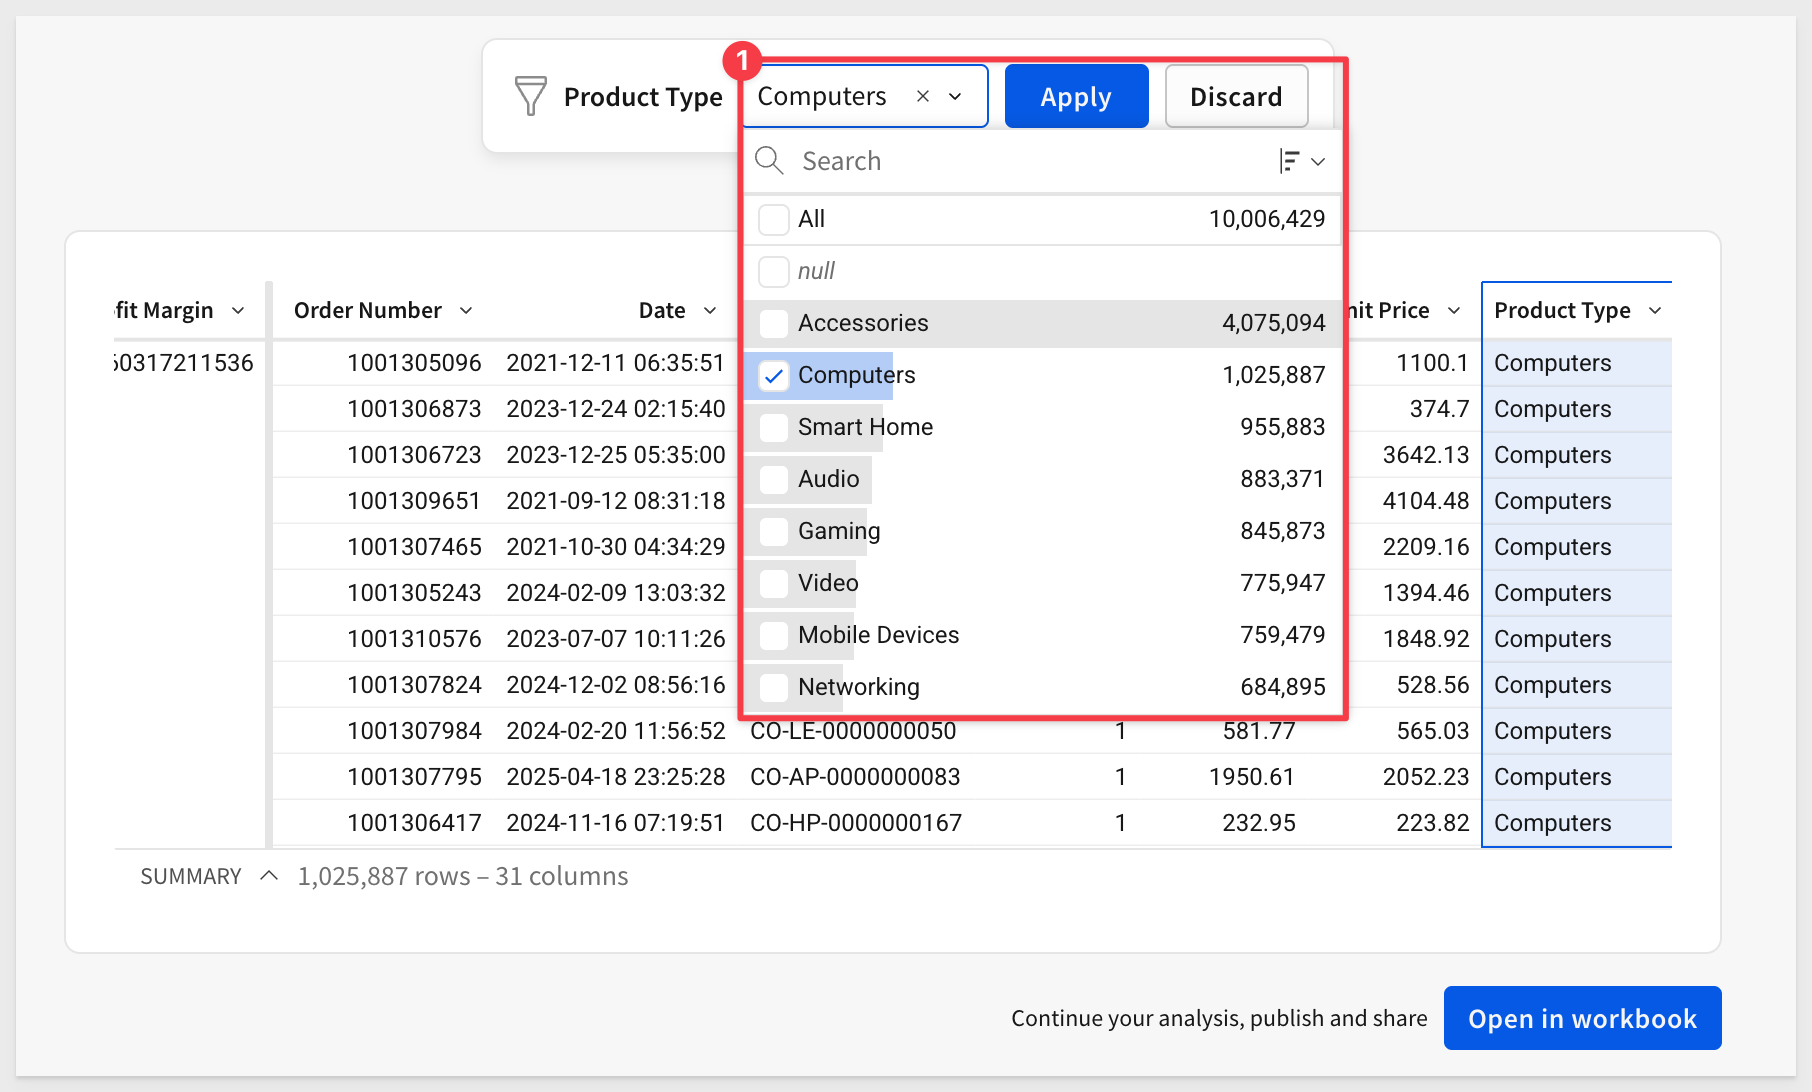 1
Product Type Computers Apply Discard
Search
All 10,006,429
null
Accessories 4,075,094
Computers 1,025,887
Smart Home 955,883
Audio 883,371
Gaming 845,873
Video 775,947
Mobile Devices 759,479
Networking 684,895
fit Margin Order Number Date nit Price Product Type
60317211536 1001305096 2021-12-11 06:35:51 1100.1 Computers
1001306873 2023-12-24 02:15:40 374.7 Computers
1001306723 2023-12-25 05:35:00 3642.13 Computers
1001309651 2021-09-12 08:31:18 4104.48 Computers
1001307465 2021-10-30 04:34:29 2209.16 Computers
1001305243 2024-02-09 13:03:32 1394.46 Computers
1001310576 2023-07-07 10:11:26 1848.92 Computers
1001307824 2024-12-02 08:56:16 528.56 Computers
1001307984 2024-02-20 11:56:52 CO-LE-0000000050 1 581.77 565.03 Computers
1001307795 2025-04-18 23:25:28 CO-AP-0000000083 1 1950.61 2052.23 Computers
1001306417 2024-11-16 07:19:51 CO-HP-0000000167 1 232.95 223.82 Computers
SUMMARY 1,025,887 rows – 31 columns
Continue your analysis, publish and share Open in workbook